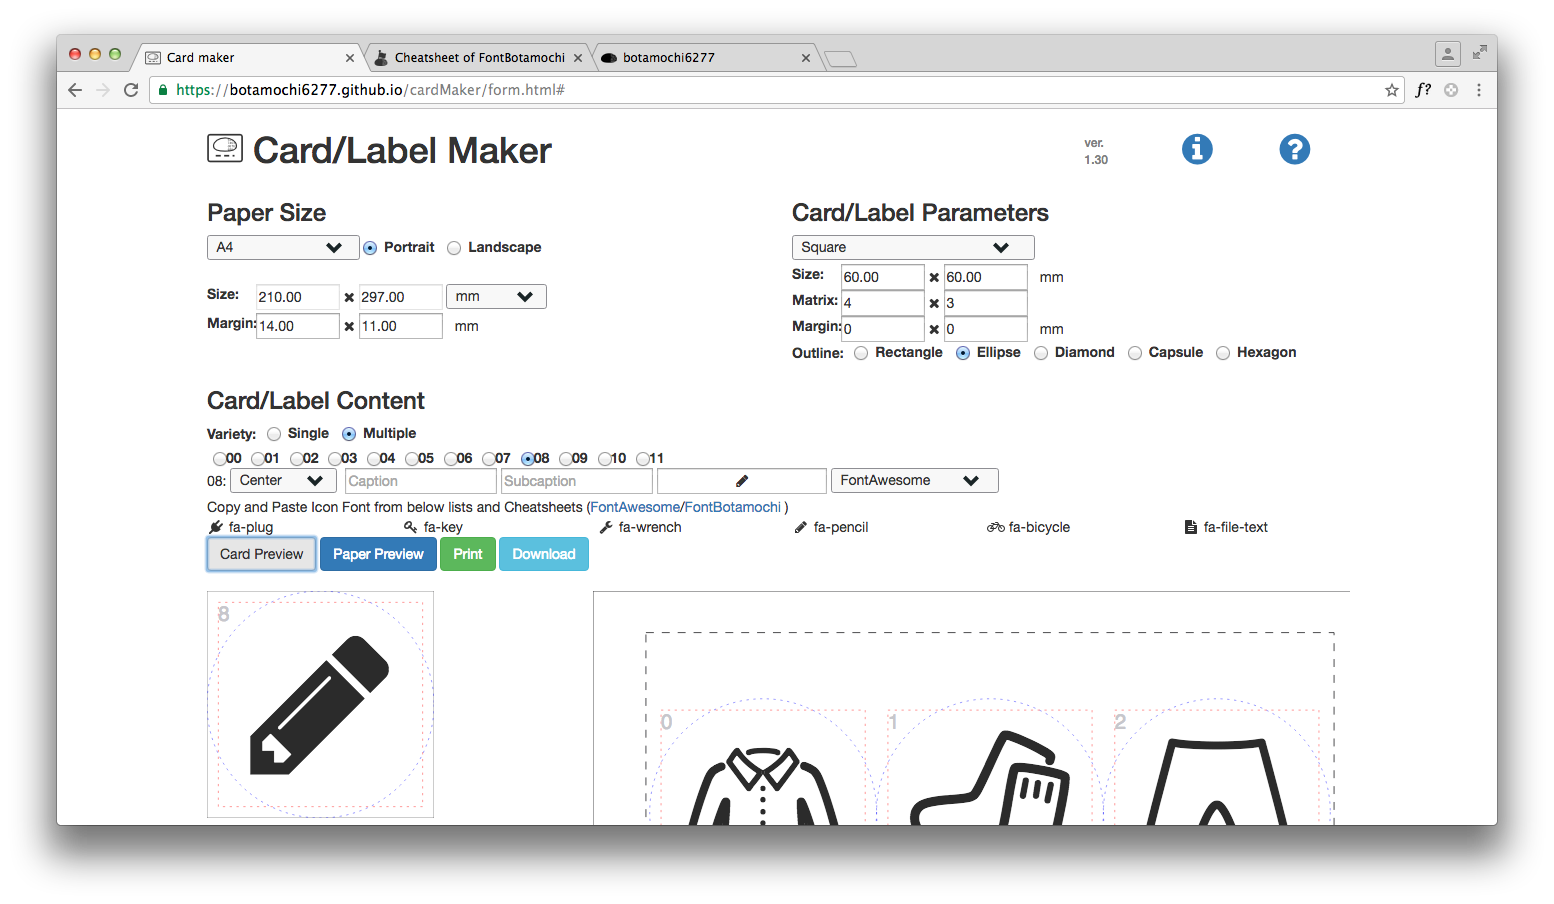 Card maker
Cheatsheet of FontBotamochi
botamochi6277
https://botamochi6277.github.io/cardMaker/form.html#
f?
Card/Label Maker
ver.
1.30
Paper Size
A4 Portrait Landscape
Size: 210.00 × 297.00 mm
Margin: 14.00 × 11.00 mm
Card/Label Parameters
Square
Size: 60.00 × 60.00 mm
Matrix: 4 × 3
Margin: 0 × 0 mm
Outline: Rectangle Ellipse Diamond Capsule Hexagon
Card/Label Content
Variety: Single Multiple
00 01 02 03 04 05 06 07 08 09 10 11
08: Center Caption Subcaption FontAwesome
Copy and Paste Icon Font from below lists and Cheatsheets (FontAwesome/FontBotamochi )
fa-plug fa-key fa-wrench fa-pencil fa-bicycle fa-file-text
Card Preview Paper Preview Print Download
8
0 1 2